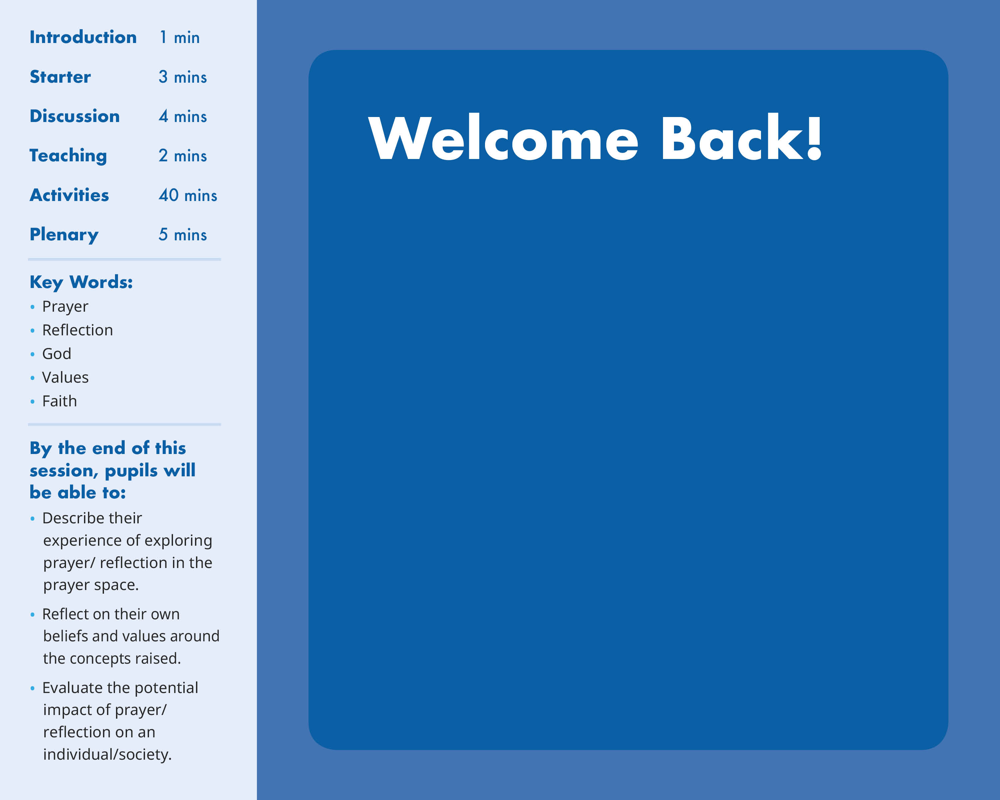 Introduction 1 min
Starter 3 mins
Discussion 4 mins
Teaching 2 mins
Activities 40 mins
Plenary 5 mins
Key Words:
• Prayer
• Reflection
• God
• Values
• Faith
By the end of this
session, pupils will
be able to:
• Describe their
experience of exploring
prayer/ reflection in the
prayer space.
• Reflect on their own
beliefs and values around
the concepts raised.
• Evaluate the potential
impact of prayer/
reflection on an
individual/society.
Welcome Back!